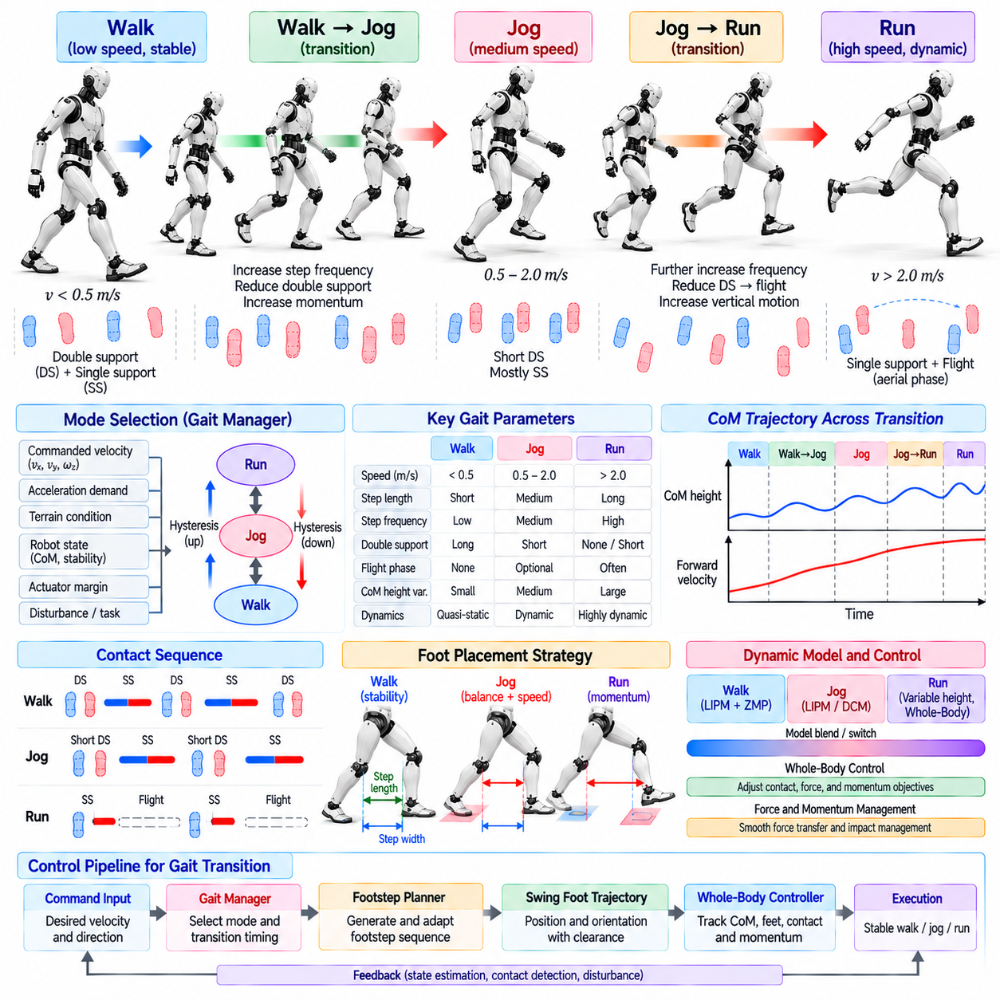 Walk
(low speed, stable)
Walk → Jog
(transition)
Jog
(medium speed)
Jog → Run
(transition)
Run
(high speed, dynamic)
v < 0.5 m/s
Increase step frequency
Reduce double support
Increase momentum
0.5 – 2.0 m/s
Further increase frequency
Reduce DS → flight
Increase vertical motion
v > 2.0 m/s
Double support
(DS) + Single support
(SS)
Short DS
Mostly SS
Single support + Flight
(aerial phase)
Mode Selection (Gait Manager)
Commanded velocity
(vx, vy, ωz)
Acceleration demand
Terrain condition
Robot state
(CoM, stability)
Actuator margin
Disturbance / task
Run
Hysteresis
(up)
Jog
Hysteresis
(down)
Walk
Key Gait Parameters
Walk Jog Run
Speed (m/s) < 0.5 0.5 – 2.0 > 2.0
Step length Short Medium Long
Step frequency Low Medium High
Double support Long Short None / Short
Flight phase None Optional Often
CoM height var. Small Medium Large
Dynamics Quasi-static Dynamic Highly dynamic
CoM Trajectory Across Transition
Walk Walk→Jog Jog Jog→Run Run
CoM height
Forward
velocity
Time
Contact Sequence
DS SS DS SS DS
Walk
Short DS SS Short DS SS
Jog
SS Flight SS Flight
Run
Foot Placement Strategy
Walk
(stability)
Jog
(balance + speed)
Run
(momentum)
Step
length
Step width
Dynamic Model and Control
Walk
(LIPM + ZMP)
Jog
(LIPM / DCM)
Run
(Variable height,
Whole-Body)
Model blend / switch
Whole-Body Control
Adjust contact, force, and momentum objectives
Force and Momentum Management
Smooth force transfer and impact management
Control Pipeline for Gait Transition
Command Input
Desired velocity
and direction
Gait Manager
Select mode and
transition timing
Footstep Planner
Generate and adapt
footstep sequence
Swing Foot Trajectory
Position and orientation
with clearance
Whole-Body Controller
Track CoM, feet, contact
and momentum
Execution
Stable walk / jog / run
Feedback (state estimation, contact detection, disturbance)